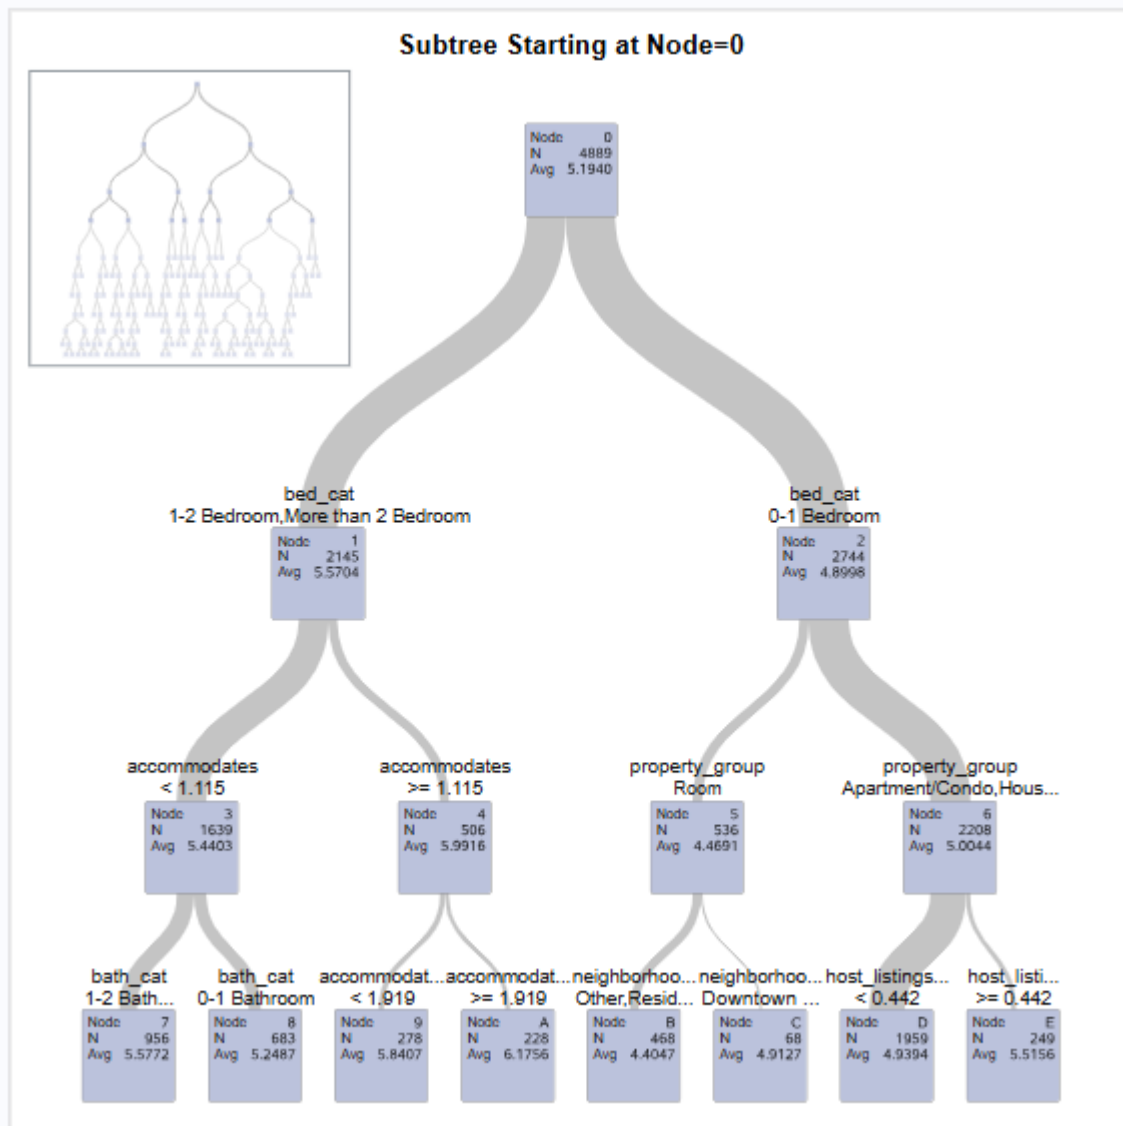 Subtree Starting at Node=0
Node 0
N 4889
Avg 5.1940
bed_cat
1-2 Bedroom,More than 2 Bedroom
Node 1
N 2145
Avg 5.5704
bed_cat
0-1 Bedroom
Node 2
N 2744
Avg 4.8998
accommodates
< 1.115
Node 3
N 1639
Avg 5.4403
accommodates
>= 1.115
Node 4
N 506
Avg 5.9916
property_group
Room
Node 5
N 536
Avg 4.4691
property_group
Apartment/Condo,Hous...
Node 6
N 2208
Avg 5.0044
bath_cat
1-2 Bath...
Node 7
N 956
Avg 5.5772
bath_cat
0-1 Bathroom
Node 8
N 683
Avg 5.2487
accommodat...
< 1.919
Node 9
N 278
Avg 5.8407
accommodat...
>= 1.919
Node A
N 228
Avg 6.1756
neighborhoo...
Other,Resid...
Node B
N 468
Avg 4.4047
neighborhoo...
Downtown ...
Node C
N 68
Avg 4.9127
host_listings...
< 0.442
Node D
N 1959
Avg 4.9394
host_listi...
>= 0.442
Node E
N 249
Avg 5.5156